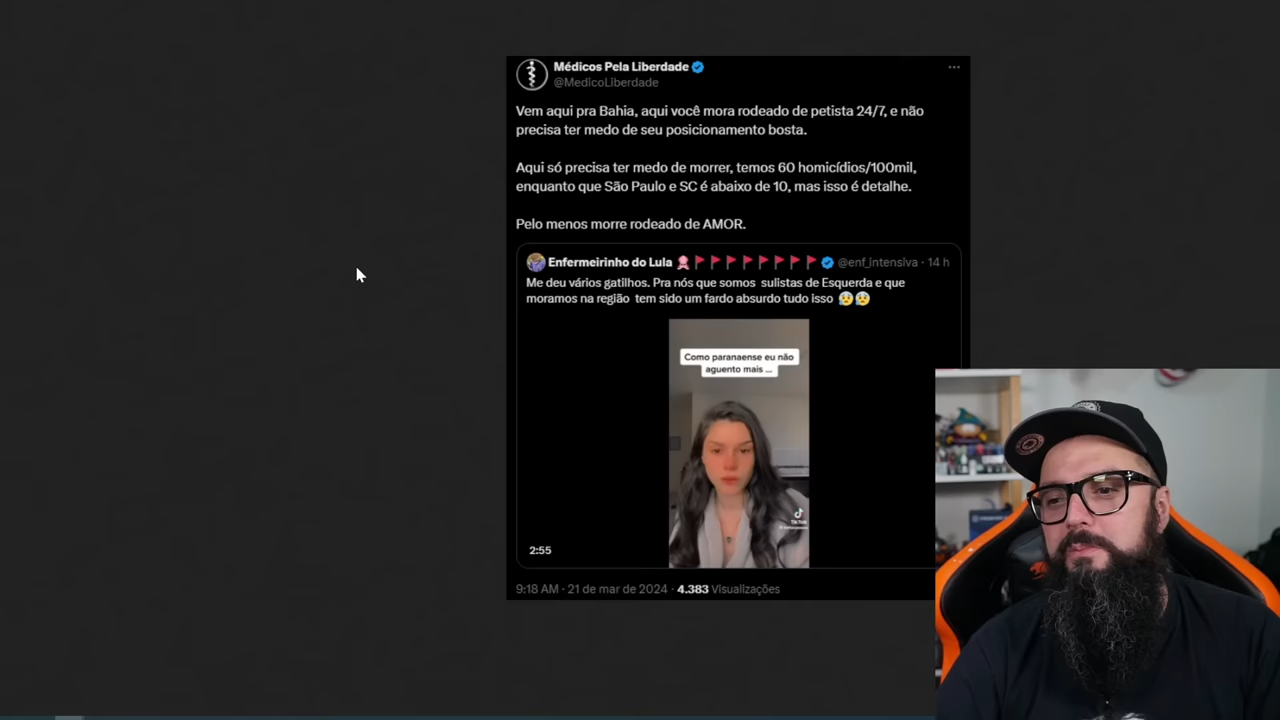 Médicos Pela Liberdade
@MedicoLiberdade
Vem aqui pra Bahia, aqui você mora rodeado de petista 24/7, e não
precisa ter medo de seu posicionamento bosta.
Aqui só precisa ter medo de morrer, temos 60 homicídios/100mil,
enquanto que São Paulo e SC é abaixo de 10, mas isso é detalhe.
Pelo menos morre rodeado de AMOR.
Enfermeirinho do Lula @enf_intensiva · 14 h
Me deu vários gatilhos. Pra nós que somos sulistas de Esquerda e que
moramos na região tem sido um fardo absurdo tudo isso 😰😰
Como paranaense eu não
aguento mais ...
TikTok
2:55
9:18 AM · 21 de mar de 2024 · 4.383 Visualizações